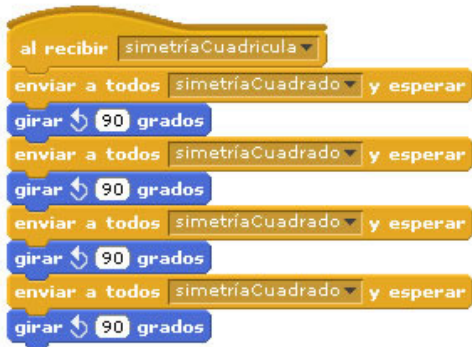 al recibir simetríaCuadricula
enviar a todos simetríaCuadrado y esperar
girar 90 grados
enviar a todos simetríaCuadrado y esperar
girar 90 grados
enviar a todos simetríaCuadrado y esperar
girar 90 grados
enviar a todos simetríaCuadrado y esperar
girar 90 grados